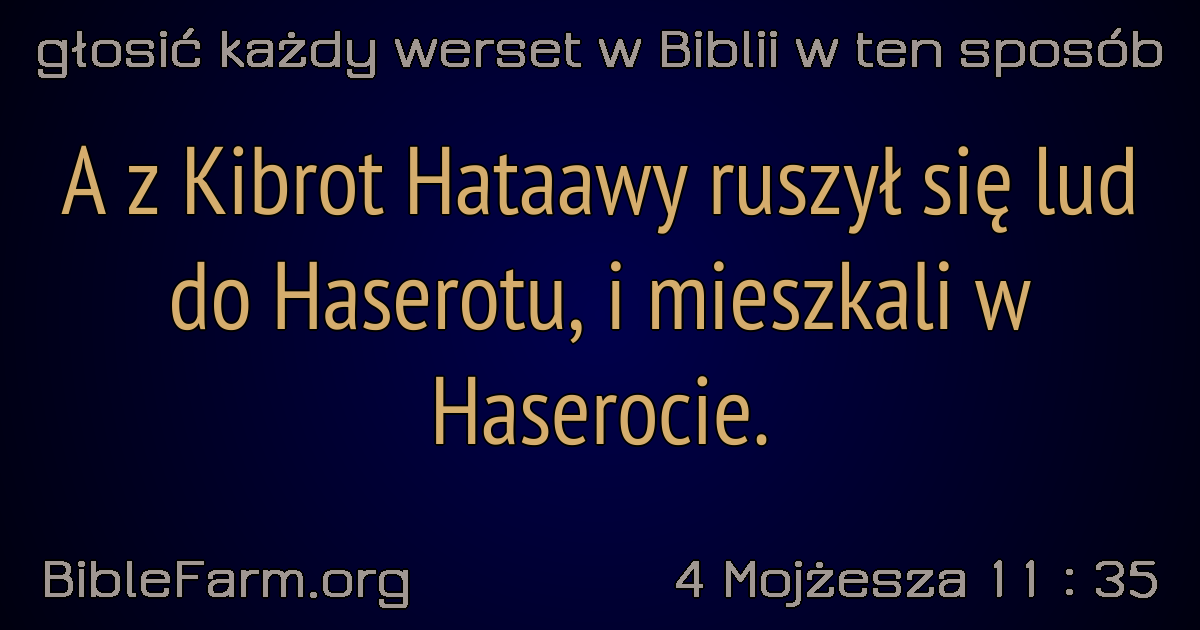 głosić każdy werset w Biblii w ten sposób
A z Kibrot Hataawy ruszył się lud
do Haserotu, i mieszkali w
Haserocie.
BibleFarm.org
4 Mojżesza 11 : 35